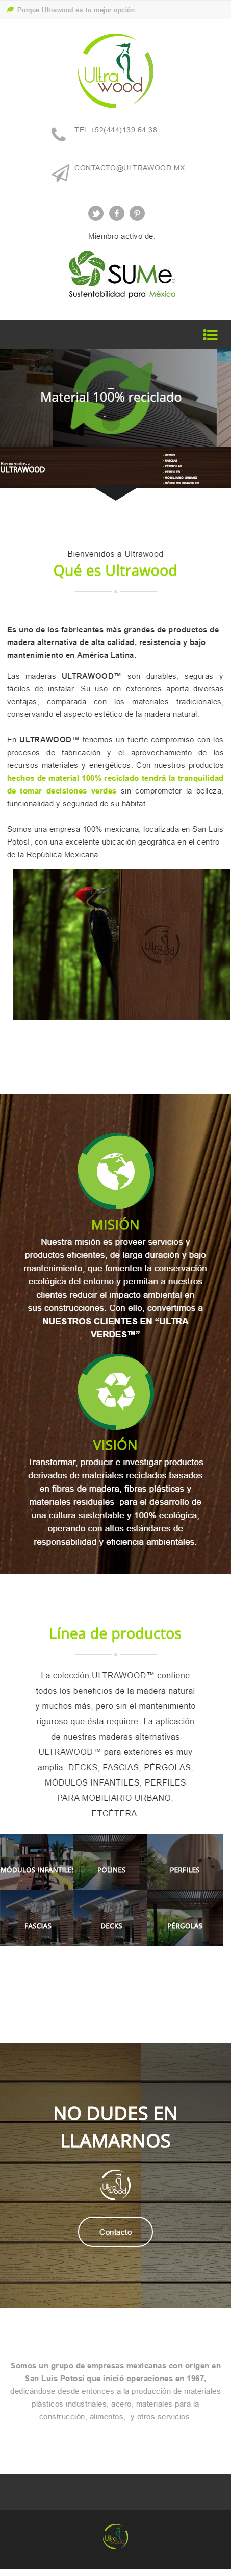 Porque Ultrawood es tu mejor opción
Ultra
wood
TEL +52(444)139 64 38
CONTACTO@ULTRAWOOD.MX
Miembro activo de:
SUMe
Sustentabilidad para México
Material 100% reciclado
Bienvenidos a
ULTRAWOOD
- DECKS
- FASCIAS
- PÉRGOLAS
- PERFILES
- MOBILIARIO URBANO
- MÓDULOS INFANTILES
Bienvenidos a Ultrawood
Qué es Ultrawood
Es uno de los fabricantes más grandes de productos de
madera alternativa de alta calidad, resistencia y bajo
mantenimiento en América Latina.
Las maderas ULTRAWOOD™ son durables, seguras y
fáciles de instalar. Su uso en exteriores aporta diversas
ventajas, comparada con los materiales tradicionales,
conservando el aspecto estético de la madera natural.
En ULTRAWOOD™ tenemos un fuerte compromiso con los
procesos de fabricación y el aprovechamiento de los
recursos materiales y energéticos. Con nuestros productos
hechos de material 100% reciclado tendrá la tranquilidad
de tomar decisiones verdes sin comprometer la belleza,
funcionalidad y seguridad de su hábitat.
Somos una empresa 100% mexicana, localizada en San Luis
Potosí, con una excelente ubicación geográfica en el centro
de la República Mexicana.
Ultra
wood
MISIÓN
Nuestra misión es proveer servicios y
productos eficientes, de larga duración y bajo
mantenimiento, que fomenten la conservación
ecológica del entorno y permitan a nuestros
clientes reducir el impacto ambiental en
sus construcciones. Con ello, convertimos a
NUESTROS CLIENTES EN “ULTRA
VERDES™”
VISIÓN
Transformar, producir e investigar productos
derivados de materiales reciclados basados
en fibras de madera, fibras plásticas y
materiales residuales para el desarrollo de
una cultura sustentable y 100% ecológica,
operando con altos estándares de
responsabilidad y eficiencia ambientales.
Línea de productos
La colección ULTRAWOOD™ contiene
todos los beneficios de la madera natural
y muchos más, pero sin el mantenimiento
riguroso que ésta requiere. La aplicación
de nuestras maderas alternativas
ULTRAWOOD™ para exteriores es muy
amplia: DECKS, FASCIAS, PÉRGOLAS,
MÓDULOS INFANTILES, PERFILES
PARA MOBILIARIO URBANO,
ETCÉTERA.
MÓDULOS INFANTILES
POLINES
PERFILES
FASCIAS
DECKS
PÉRGOLAS
NO DUDES EN
LLAMARNOS
Ultra
wood
Contacto
Somos un grupo de empresas mexicanas con origen en
San Luis Potosí que inició operaciones en 1967,
dedicándose desde entonces a la producción de materiales
plásticos industriales, acero, materiales para la
construcción, alimentos, y otros servicios.
Ultra
wood